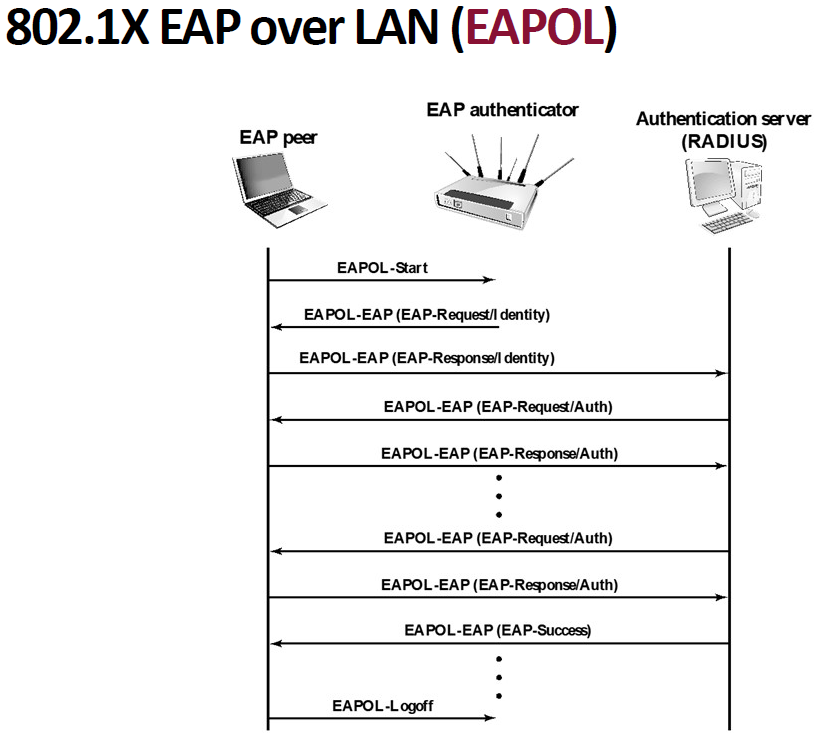 802.1X EAP over LAN (EAPOL)
EAP peer
EAP authenticator
Authentication server
(RADIUS)
EAPOL-Start
EAPOL-EAP (EAP-Request/Identity)
EAPOL-EAP (EAP-Response/Identity)
EAPOL-EAP (EAP-Request/Auth)
EAPOL-EAP (EAP-Response/Auth)
EAPOL-EAP (EAP-Request/Auth)
EAPOL-EAP (EAP-Response/Auth)
EAPOL-EAP (EAP-Success)
EAPOL-Logoff